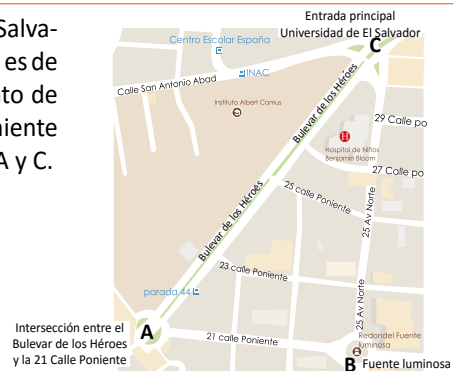 Salva-
es de
to de
niente
A y C.
Entrada principal
Universidad de El Salvador
C
Centro Escolar España
INAC
Calle San Antonio Abad
Instituto Albert Camus
Bulevar de los Héroes
29 Calle po
Hospital de Niños
Benjamin Bloom
27 Calle po
25 calle Poniente
25 Av Norte
Bulevar de los Héroes
23 calle Poniente
parada 44
25 Av Norte
Intersección entre el
Bulevar de los Héroes
y la 21 Calle Poniente
A
21 calle Poniente
Redondel Fuente
luminosa
B Fuente luminosa